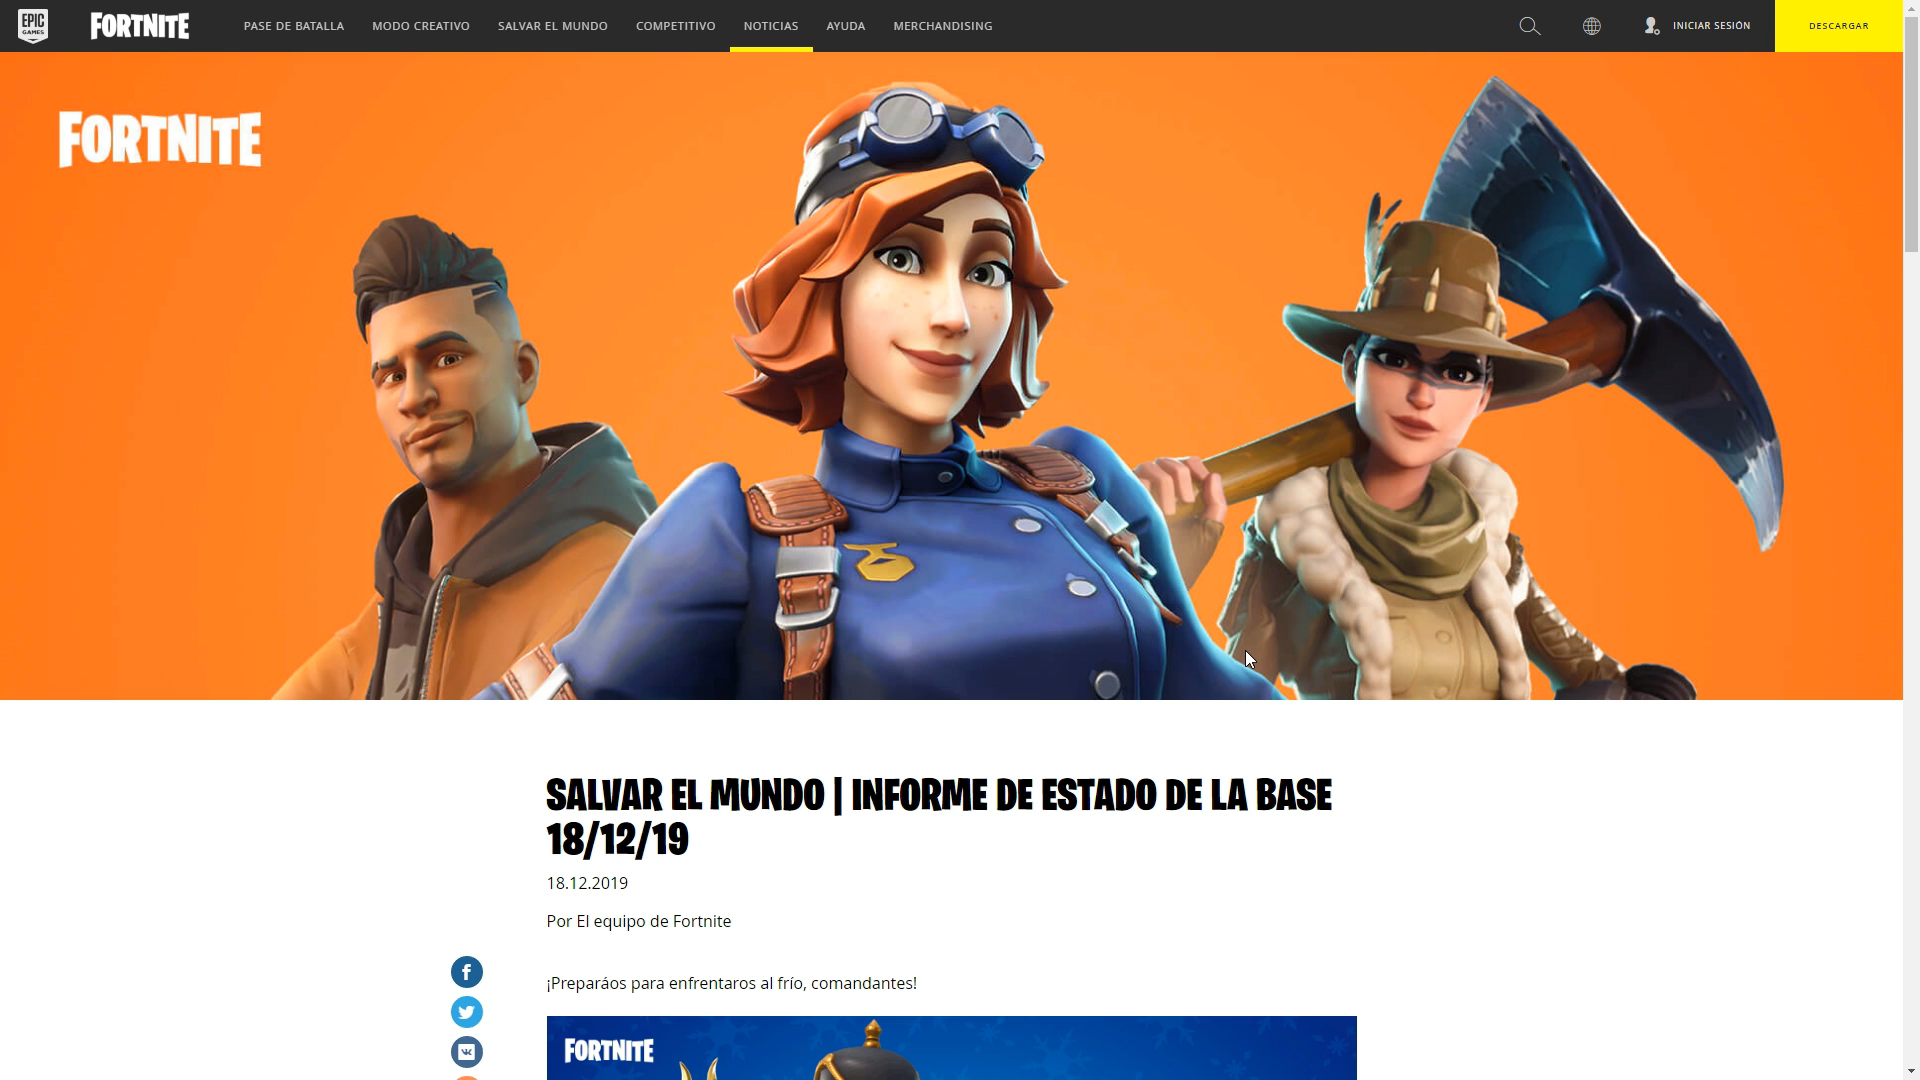 EPIC
GAMES
FORTNITE
PASE DE BATALLA
MODO CREATIVO
SALVAR EL MUNDO
COMPETITIVO
NOTICIAS
AYUDA
MERCHANDISING
INICIAR SESIÓN
DESCARGAR
FORTNITE
SALVAR EL MUNDO | INFORME DE ESTADO DE LA BASE
18/12/19
18.12.2019
Por El equipo de Fortnite
¡Preparáos para enfrentaros al frío, comandantes!
FORTNITE